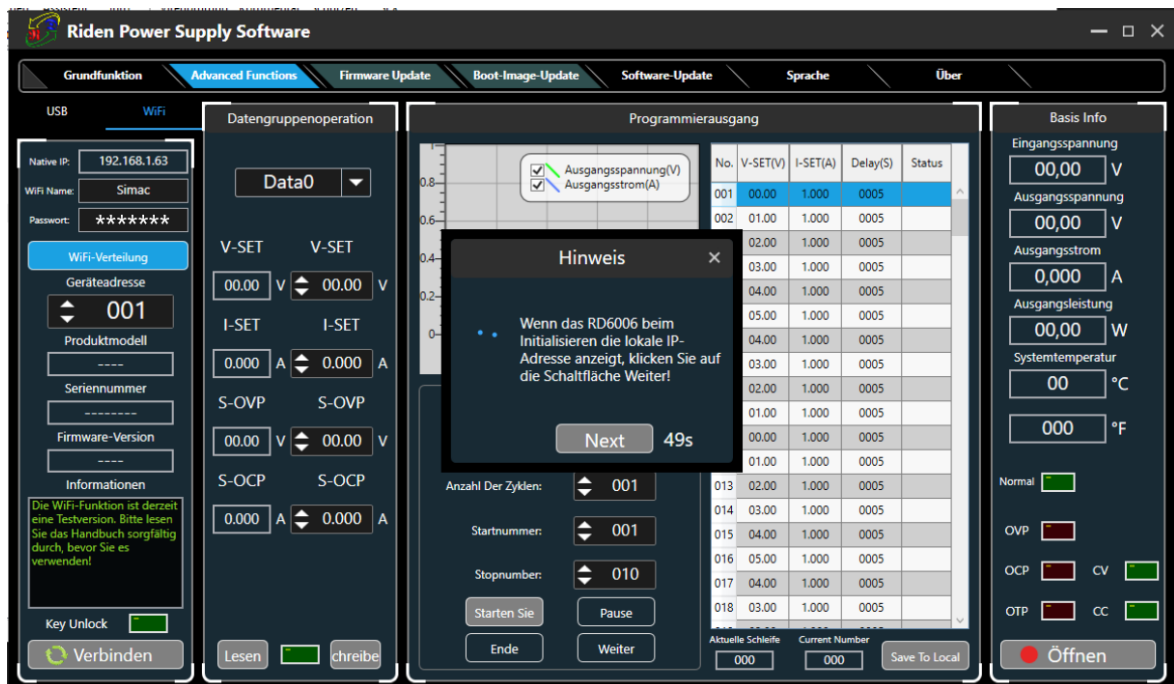 Riden Power Supply Software
Grundfunktion
Advanced Functions
Firmware Update
Boot-Image-Update
Software-Update
Sprache
Über
USB
WiFi
Native IP:
192.168.1.63
WiFi Name:
Simac
Passwort:
*******
WiFi-Verteilung
Geräteadresse
001
Produktmodell
----
Seriennummer
--------
Firmware-Version
----
Informationen
Die WiFi-Funktion ist derzeit
eine Testversion. Bitte lesen
Sie das Handbuch sorgfältig
durch, bevor Sie es
verwenden!
Key Unlock
Verbinden
Datengruppenoperation
Data0
V-SET V-SET
00.00 V 00.00 V
I-SET I-SET
0.000 A 0.000 A
S-OVP S-OVP
00.00 V 00.00 V
S-OCP S-OCP
0.000 A 0.000 A
Lesen
chreibe
Programmierausgang
Ausgangsspannung(V)
Ausgangsstrom(A)
1
0.8
0.6
0.4
0.2
0
Hinweis
Wenn das RD6006 beim
Initialisieren die lokale IP-
Adresse anzeigt, klicken Sie auf
die Schaltfläche Weiter!
Next 49s
Anzahl Der Zyklen: 001
Startnummer: 001
Stopnumber: 010
Starten Sie
Pause
Ende
Weiter
No. V-SET(V) I-SET(A) Delay(S) Status
001 00.00 1.000 0005
002 01.00 1.000 0005
02.00 1.000 0005
03.00 1.000 0005
04.00 1.000 0005
05.00 1.000 0005
04.00 1.000 0005
03.00 1.000 0005
02.00 1.000 0005
01.00 1.000 0005
00.00 1.000 0005
01.00 1.000 0005
013 02.00 1.000 0005
014 03.00 1.000 0005
015 04.00 1.000 0005
016 05.00 1.000 0005
017 04.00 1.000 0005
018 03.00 1.000 0005
Aktuelle Schleife
000
Current Number
000
Save To Local
Basis Info
Eingangsspannung
00,00 V
Ausgangsspannung
00,00 V
Ausgangsstrom
0,000 A
Ausgangsleistung
00,00 W
Systemtemperatur
00 °C
000 °F
Normal
OVP
OCP CV
OTP CC
Öffnen